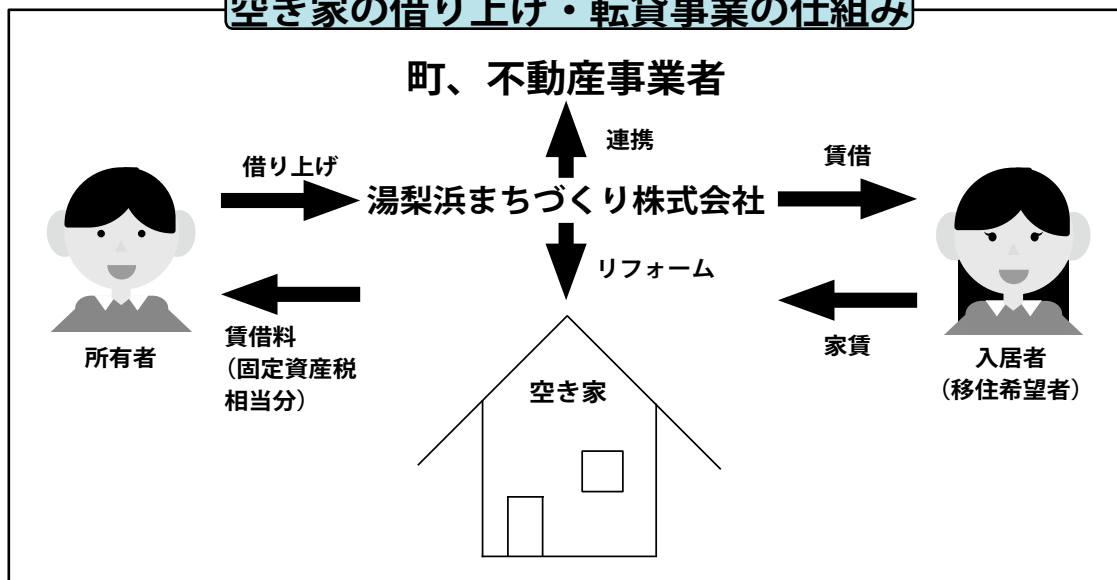 空き家の借り上げ・転貸事業の仕組み
町、不動産事業者
連携
借り上げ
賃借
湯梨浜まちづくり株式会社
リフォーム
賃借料
（固定資産税
相当分）
家賃
所有者
入居者
（移住希望者）
空き家